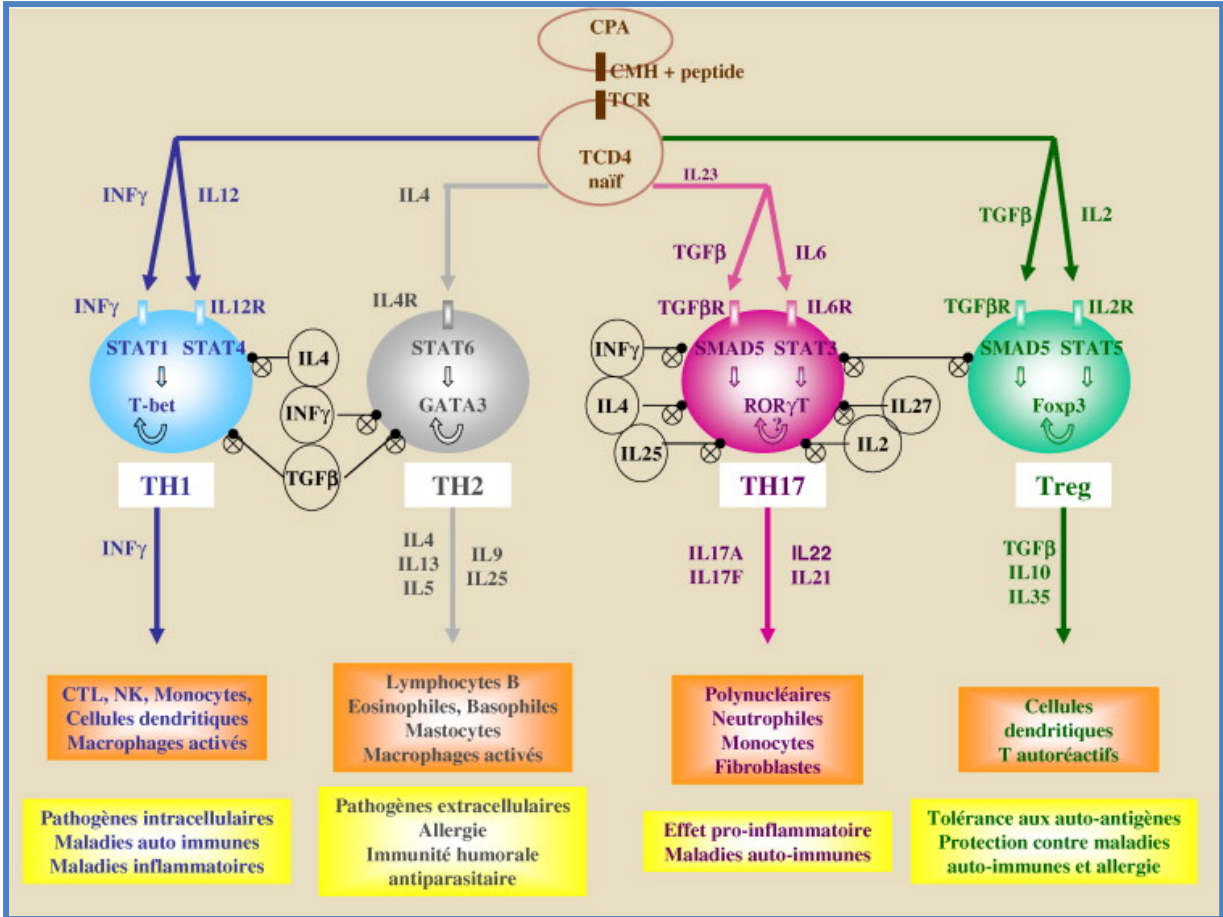 CPA
CMH + peptide
TCR
TCD4
naïf
INFγ
IL12
IL4
IL23
TGFβ
IL6
TGFβ
IL2
INFγ
IL12R
IL4R
TGFβR
IL6R
TGFβR
IL2R
STAT1
STAT4
STAT6
SMAD5
STAT3
SMAD5
STAT5
T-bet
GATA3
RORγT
?
Foxp3
IL4
INFγ
TGFβ
INFγ
IL4
IL25
IL27
IL2
TH1
TH2
TH17
Treg
INFγ
IL4
IL13
IL5
IL9
IL25
IL17A
IL17F
IL22
IL21
TGFβ
IL10
IL35
CTL, NK, Monocytes,
Cellules dendritiques
Macrophages activés
Lymphocytes B
Eosinophiles, Basophiles
Mastocytes
Macrophages activés
Polynucléaires
Neutrophiles
Monocytes
Fibroblastes
Cellules
dendritiques
T autoréactifs
Pathogènes intracellulaires
Maladies auto immunes
Maladies inflammatoires
Pathogènes extracellulaires
Allergie
Immunité humorale
antiparasitaire
Effet pro-inflammatoire
Maladies auto-immunes
Tolérance aux auto-antigènes
Protection contre maladies
auto-immunes et allergie